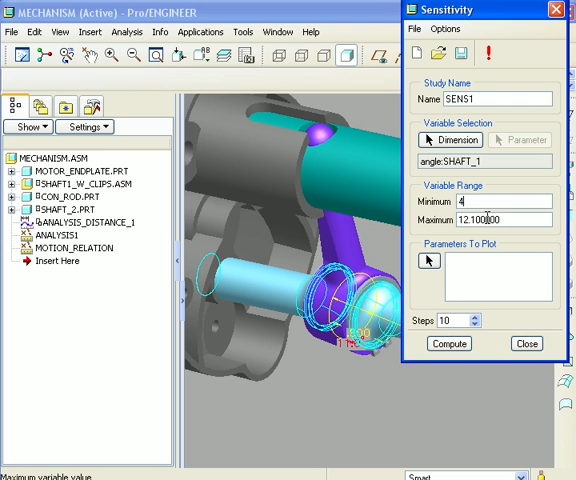 MECHANISM (Active) - Pro/ENGINEER
File Edit View Insert Analysis Info Applications Tools Window
Show Settings
MECHANISM.ASM
MOTOR_ENDPLATE.PRT
SHAFT1_W_CLIPS.ASM
CON_ROD.PRT
SHAFT_2.PRT
ANALYSIS_DISTANCE_1
ANALYSIS1
MOTION_RELATION
Insert Here
Sensitivity
File Options
Study Name
Name SENS1
Variable Selection
Dimension Parameter
angle:SHAFT_1
Variable Range
Minimum 4
Maximum 12.100000
Parameters To Plot
Steps 10
Compute Close
Maximum variable value
Smart